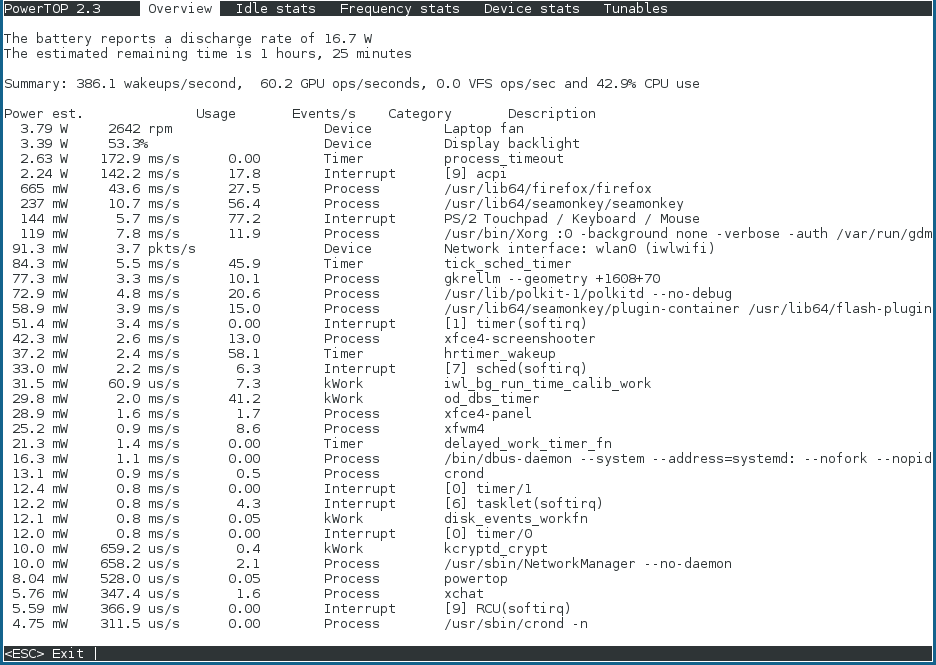 PowerTOP 2.3 Overview Idle stats Frequency stats Device stats Tunables
The battery reports a discharge rate of 16.7 W
The estimated remaining time is 1 hours, 25 minutes
Summary: 386.1 wakeups/second, 60.2 GPU ops/seconds, 0.0 VFS ops/sec and 42.9% CPU use
Power est. Usage Events/s Category Description
3.79 W 2642 rpm Device Laptop fan
3.39 W 53.3% Device Display backlight
2.63 W 172.9 ms/s 0.00 Timer process_timeout
2.24 W 142.2 ms/s 17.8 Interrupt [9] acpi
665 mW 43.6 ms/s 27.5 Process /usr/lib64/firefox/firefox
237 mW 10.7 ms/s 56.4 Process /usr/lib64/seamonkey/seamonkey
144 mW 5.7 ms/s 77.2 Interrupt PS/2 Touchpad / Keyboard / Mouse
119 mW 7.8 ms/s 11.9 Process /usr/bin/Xorg :0 -background none -verbose -auth /var/run/gdm
91.3 mW 3.7 pkts/s Device Network interface: wlan0 (iwlwifi)
84.3 mW 5.5 ms/s 45.9 Timer tick_sched_timer
77.3 mW 3.3 ms/s 10.1 Process gkrellm --geometry +1608+70
72.9 mW 4.8 ms/s 20.6 Process /usr/lib/polkit-1/polkitd --no-debug
58.9 mW 3.9 ms/s 15.0 Process /usr/lib64/seamonkey/plugin-container /usr/lib64/flash-plugin
51.4 mW 3.4 ms/s 0.00 Interrupt [1] timer(softirq)
42.3 mW 2.6 ms/s 13.0 Process xfce4-screenshooter
37.2 mW 2.4 ms/s 58.1 Timer hrtimer_wakeup
33.0 mW 2.2 ms/s 6.3 Interrupt [7] sched(softirq)
31.5 mW 60.9 us/s 7.3 kWork iwl_bg_run_time_calib_work
29.8 mW 2.0 ms/s 41.2 kWork od_dbs_timer
28.9 mW 1.6 ms/s 1.7 Process xfce4-panel
25.2 mW 0.9 ms/s 8.6 Process xfwm4
21.3 mW 1.4 ms/s 0.00 Timer delayed_work_timer_fn
16.3 mW 1.1 ms/s 0.00 Process /bin/dbus-daemon --system --address=systemd: --nofork --nopid
13.1 mW 0.9 ms/s 0.5 Process crond
12.4 mW 0.8 ms/s 0.00 Interrupt [0] timer/1
12.2 mW 0.8 ms/s 4.3 Interrupt [6] tasklet(softirq)
12.1 mW 0.8 ms/s 0.05 kWork disk_events_workfn
12.0 mW 0.8 ms/s 0.00 Interrupt [0] timer/0
10.0 mW 659.2 us/s 0.4 kWork kcryptd_crypt
10.0 mW 658.2 us/s 2.1 Process /usr/sbin/NetworkManager --no-daemon
8.04 mW 528.0 us/s 0.05 Process powertop
5.76 mW 347.4 us/s 1.6 Process xchat
5.59 mW 366.9 us/s 0.00 Interrupt [9] RCU(softirq)
4.75 mW 311.5 us/s 0.00 Process /usr/sbin/crond -n
<ESC> Exit |